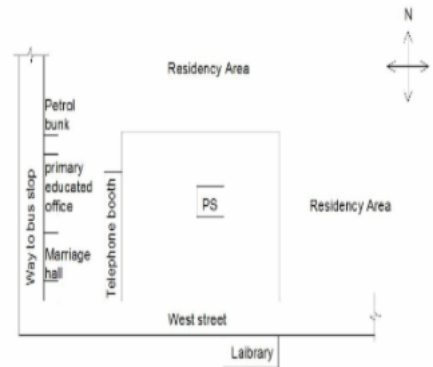 N
Residency Area
Petrol
bunk
Way to bus slop
primary
educated
office
Telephone booth
PS
Residency Area
Marriage
hall
West street
Laibrary